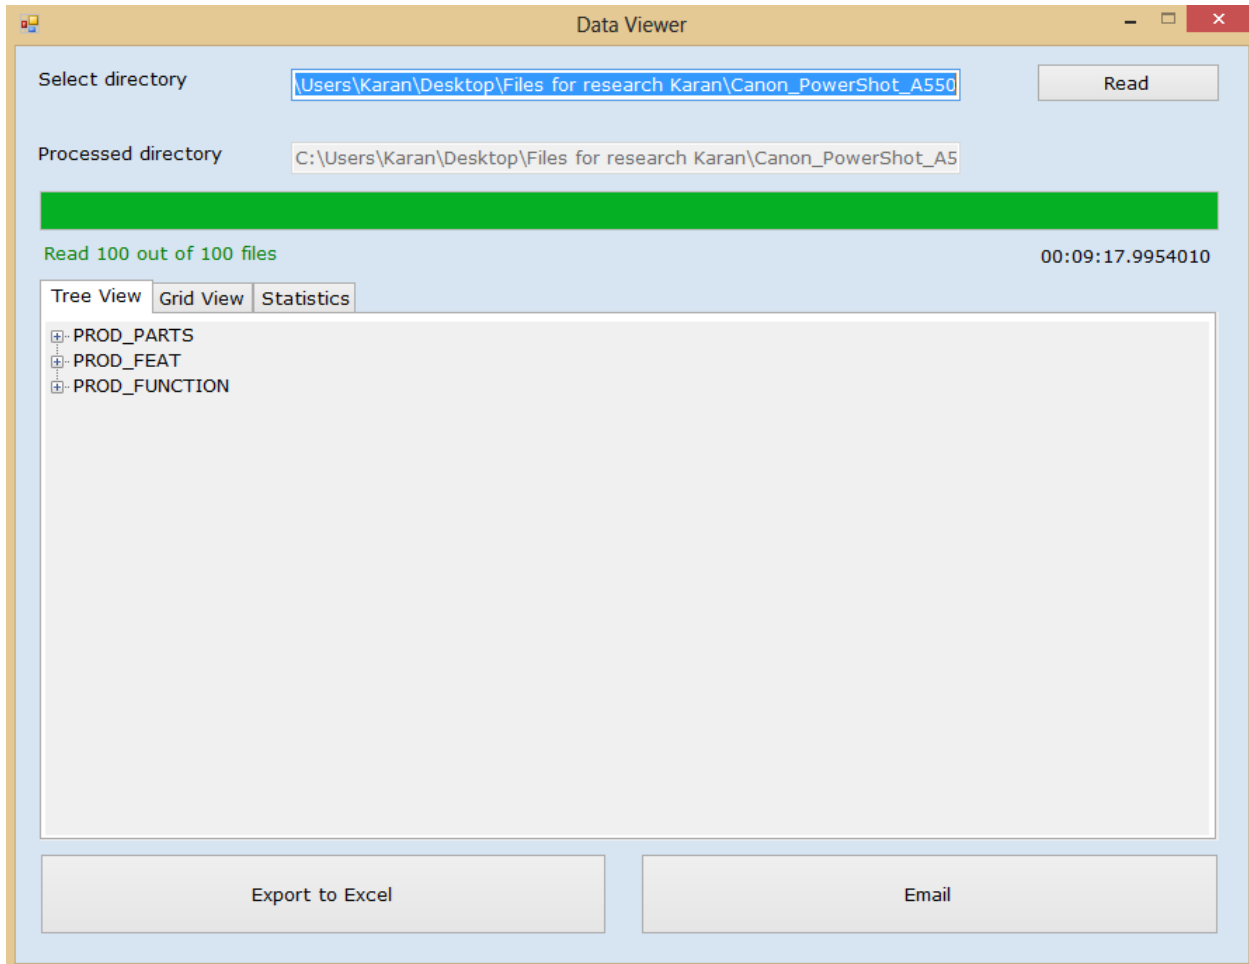 Data Viewer
Select directory
\Users\Karan\Desktop\Files for research Karan\Canon_PowerShot_A550
Read
Processed directory
C:\Users\Karan\Desktop\Files for research Karan\Canon_PowerShot_A5
Read 100 out of 100 files
00:09:17.9954010
Tree View
Grid View
Statistics
PROD_PARTS
PROD_FEAT
PROD_FUNCTION
Export to Excel
Email